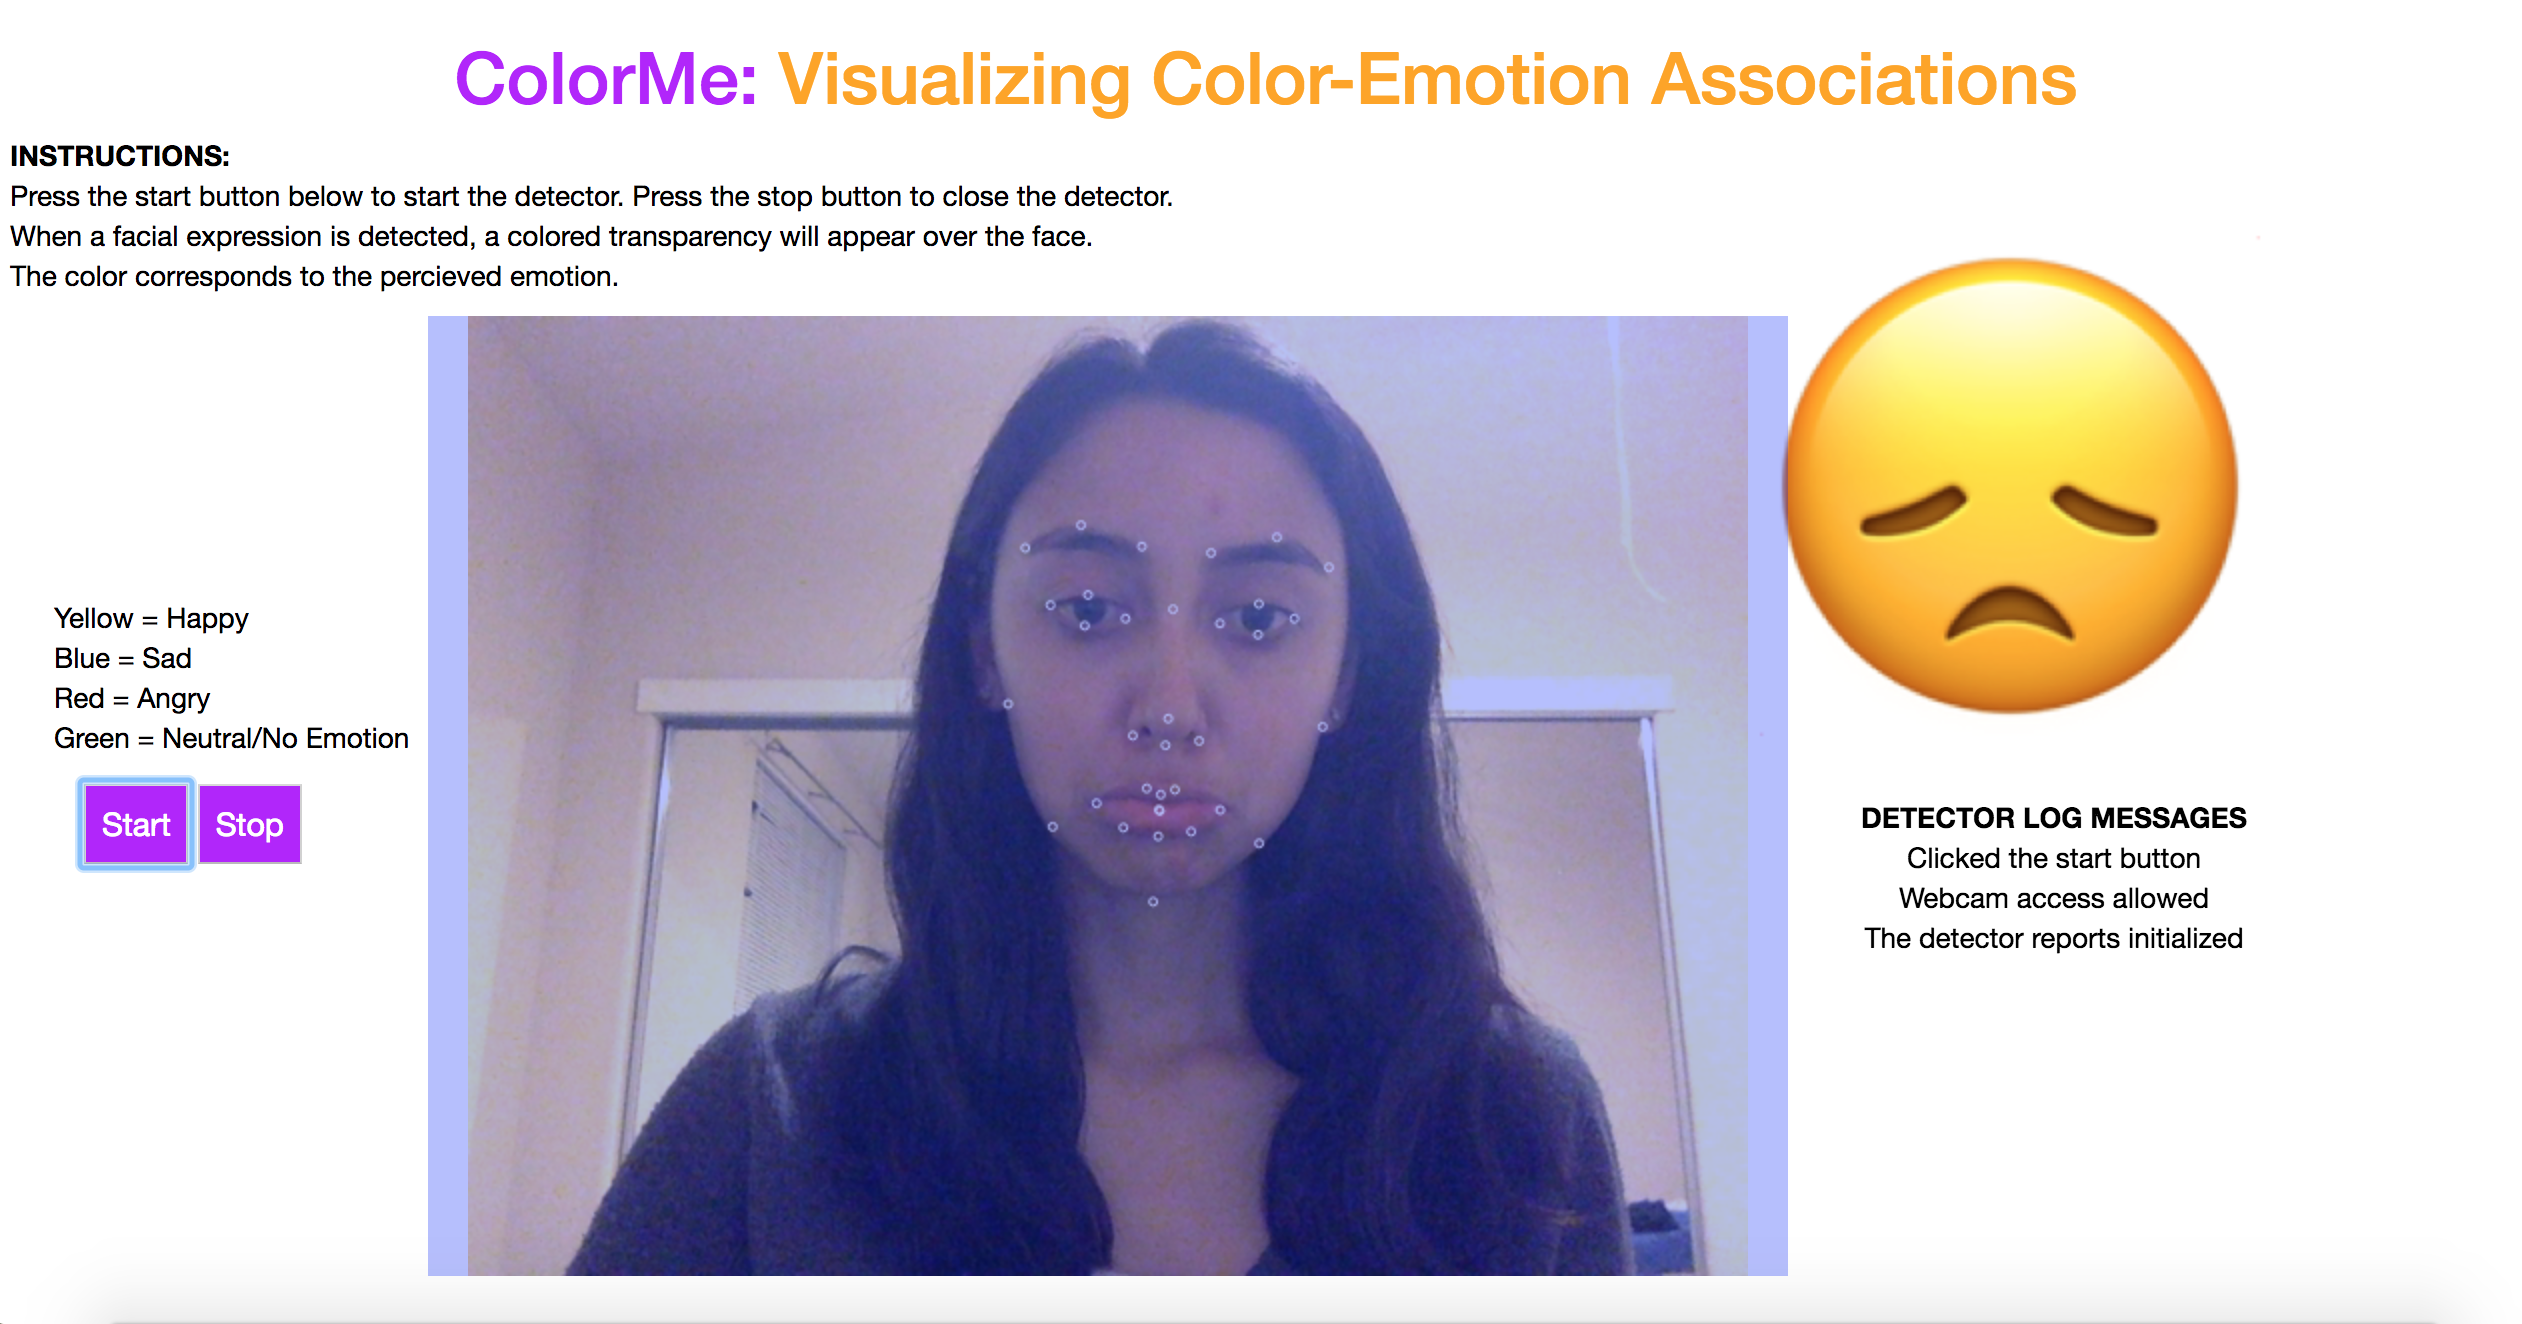 ColorMe: Visualizing Color-Emotion Associations
INSTRUCTIONS:
Press the start button below to start the detector. Press the stop button to close the detector.
When a facial expression is detected, a colored transparency will appear over the face.
The color corresponds to the percieved emotion.
Yellow = Happy
Blue = Sad
Red = Angry
Green = Neutral/No Emotion
Start Stop
DETECTOR LOG MESSAGES
Clicked the start button
Webcam access allowed
The detector reports initialized